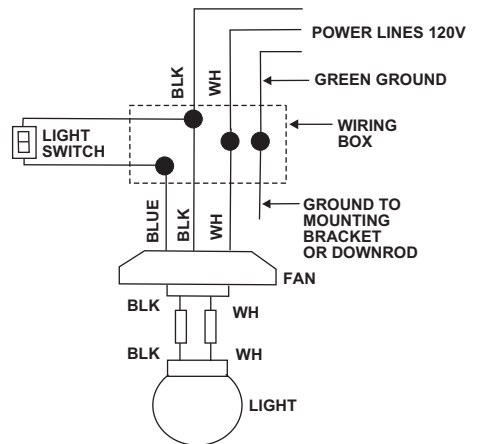 POWER LINES 120V
BLK
WH
GREEN GROUND
LIGHT
SWITCH
WIRING
BOX
BLUE
BLK
WH
GROUND TO
MOUNTING
BRACKET
OR DOWNROD
FAN
BLK
WH
BLK
WH
LIGHT